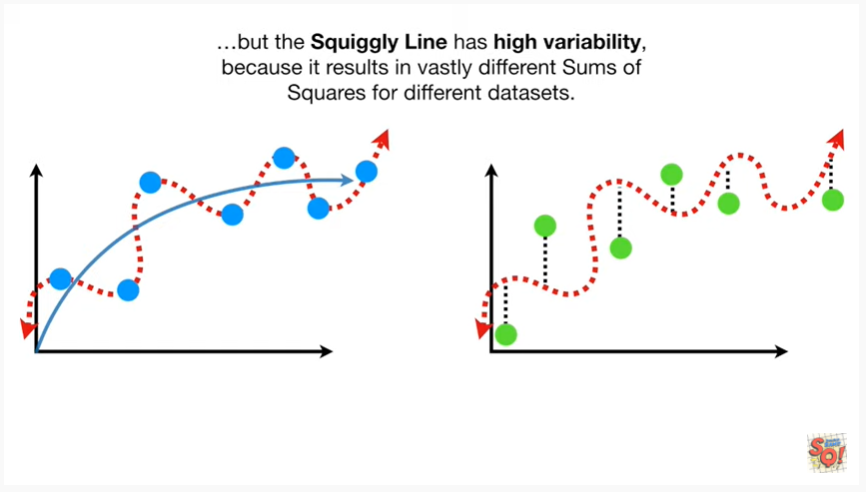 ...but the Squiggly Line has high variability,
because it results in vastly different Sums of
Squares for different datasets.
SQ!